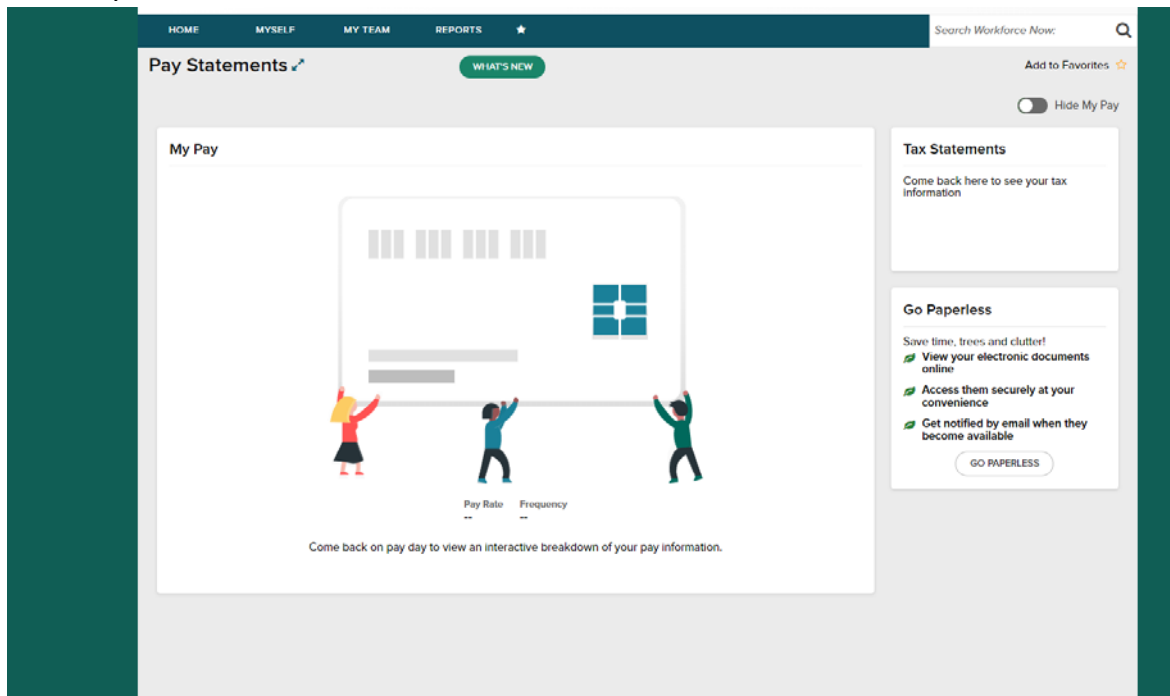 HOME MYSELF MY TEAM REPORTS Search Workforce Now:
Pay Statements WHAT'S NEW Add to Favorites
Hide My Pay
My Pay
Pay Rate Frequency
-- --
Come back on pay day to view an interactive breakdown of your pay information.
Tax Statements
Come back here to see your tax
information
Go Paperless
Save time, trees and clutter!
View your electronic documents
online
Access them securely at your
convenience
Get notified by email when they
become available
GO PAPERLESS